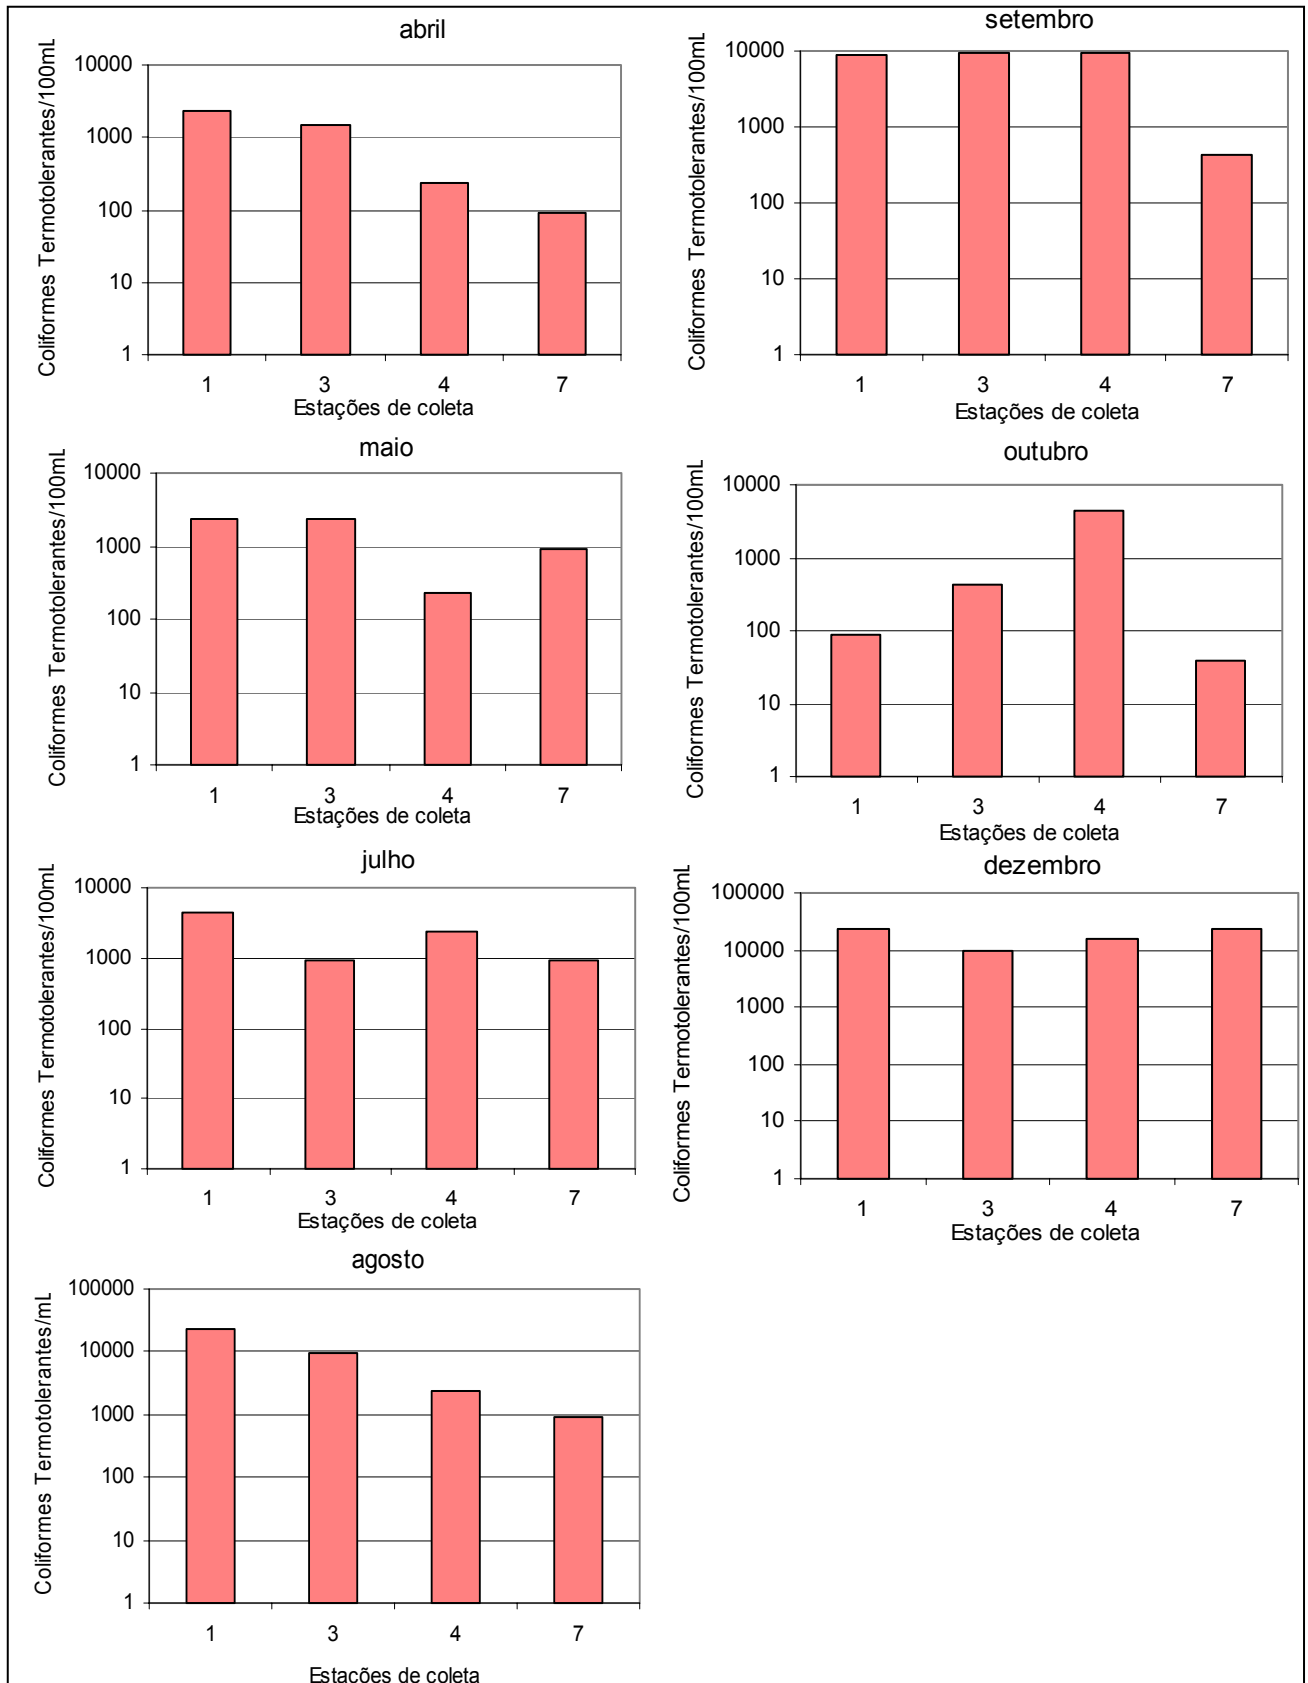 abril
Coliformes Termotolerantes/100mL
10000
1000
100
10
1
1 3 4 7
Estações de coleta
setembro
Coliformes Termotolerantes/100mL
10000
1000
100
10
1
1 3 4 7
Estações de coleta
maio
Coliformes Termotolerantes/100mL
10000
1000
100
10
1
1 3 4 7
Estações de coleta
outubro
Coliformes Termotolerantes/100mL
10000
1000
100
10
1
1 3 4 7
Estações de coleta
julho
Coliformes Termotolerantes/100mL
10000
1000
100
10
1
1 3 4 7
Estações de coleta
dezembro
Coliformes Termotolerantes/100mL
100000
10000
1000
100
10
1
1 3 4 7
Estações de coleta
agosto
Coliformes Termotolerantes/mL
100000
10000
1000
100
10
1
1 3 4 7
Estações de coleta